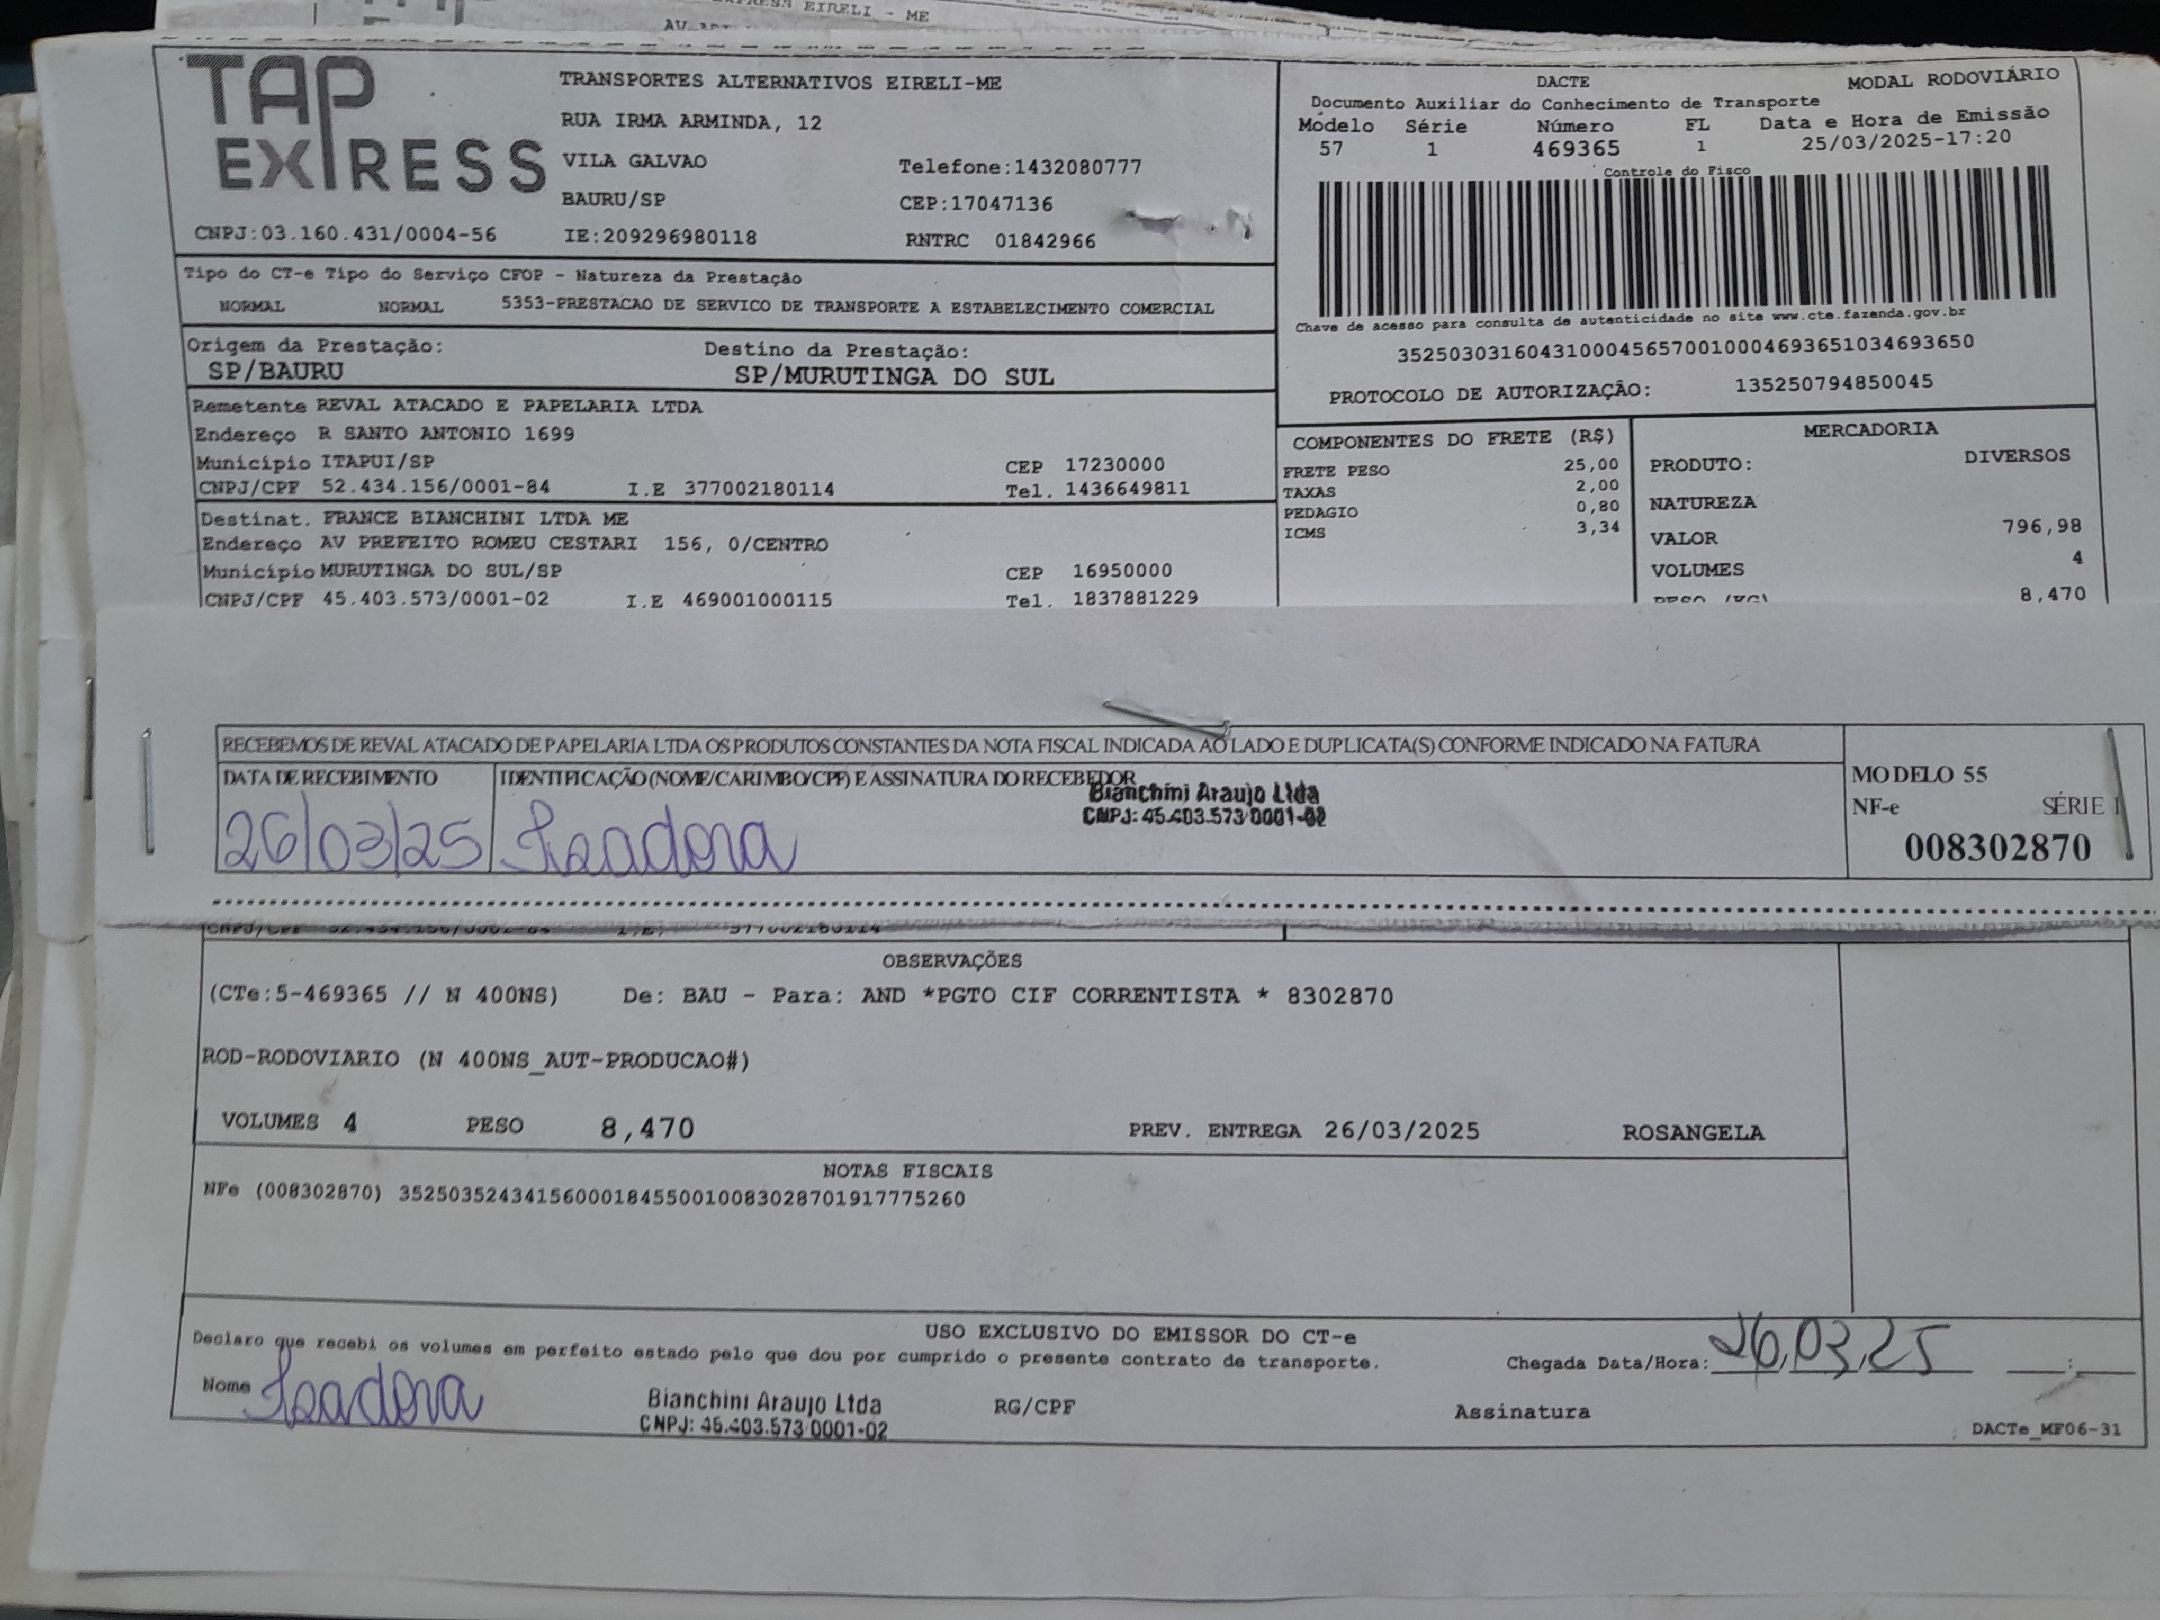 PRESS EIRELI - ME
TAP EXPRESS
TRANSPORTES ALTERNATIVOS EIRELI-ME
RUA IRMA ARMINDA, 12
VILA GALVAO Telefone:1432080777
BAURU/SP CEP:17047136
CNPJ:03.160.431/0004-56 IE:209296980118 RNTRC 01842966
DACTE MODAL RODOVIÁRIO
Documento Auxiliar do Conhecimento de Transporte
Modelo Série Número FL Data e Hora de Emissão
57 1 469365 1 25/03/2025-17:20
Controle do Fisco
Chave de acesso para consulta de autenticidade no site www.cte.fazenda.gov.br
35250303160431000456570010004693651034693650
PROTOCOLO DE AUTORIZAÇÃO: 135250794850045
Tipo do CT-e Tipo do Serviço CFOP - Natureza da Prestação
NORMAL NORMAL 5353-PRESTACAO DE SERVICO DE TRANSPORTE A ESTABELECIMENTO COMERCIAL
Origem da Prestação: Destino da Prestação:
SP/BAURU SP/MURUTINGA DO SUL
Remetente REVAL ATACADO E PAPELARIA LTDA
Endereço R SANTO ANTONIO 1699
Município ITAPUI/SP CEP 17230000
CNPJ/CPF 52.434.156/0001-84 I.E 377002180114 Tel. 1436649811
Destinat. FRANCE BIANCHINI LTDA ME
Endereço AV PREFEITO ROMEU CESTARI 156, 0/CENTRO
Município MURUTINGA DO SUL/SP CEP 16950000
CNPJ/CPF 45.403.573/0001-02 I.E 469001000115 Tel. 1837881229
COMPONENTES DO FRETE (R$)
FRETE PESO 25,00
TAXAS 2,00
PEDAGIO 0,80
ICMS 3,34
MERCADORIA
PRODUTO: DIVERSOS
NATUREZA
VALOR 796,98
VOLUMES 4
PESO (KG) 8,470
RECEBEMOS DE REVAL ATACADO DE PAPELARIA LTDA OS PRODUTOS CONSTANTES DA NOTA FISCAL INDICADA AO LADO E DUPLICATA(S) CONFORME INDICADO NA FATURA
DATA DE RECEBIMENTO IDENTIFICAÇÃO (NOME/CARIMBO/CPF) E ASSINATURA DO RECEBEDOR
26/03/25 Isadora
Bianchini Araujo Ltda
CNPJ: 45.403.573/0001-02
MODELO 55
NF-e SÉRIE 1
008302870
CNPJ/CPF 52.434.156/0001-84 I.E. 377002180114
OBSERVAÇÕES
(CTe:5-469365 // N 400NS) De: BAU - Para: AND *PGTO CIF CORRENTISTA * 8302870
ROD-RODOVIARIO (N 400NS_AUT-PRODUCAO#)
VOLUMES 4 PESO 8,470 PREV. ENTREGA 26/03/2025 ROSANGELA
NOTAS FISCAIS
NFe (008302870) 35250352434156000184550010083028701917775260
USO EXCLUSIVO DO EMISSOR DO CT-e
Declaro que recebi os volumes em perfeito estado pelo que dou por cumprido o presente contrato de transporte.
Chegada Data/Hora: 26,03,25 :
Nome Isadora
Bianchini Araujo Ltda
CNPJ: 45.403.573/0001-02
RG/CPF Assinatura
DACTe_MF06-31